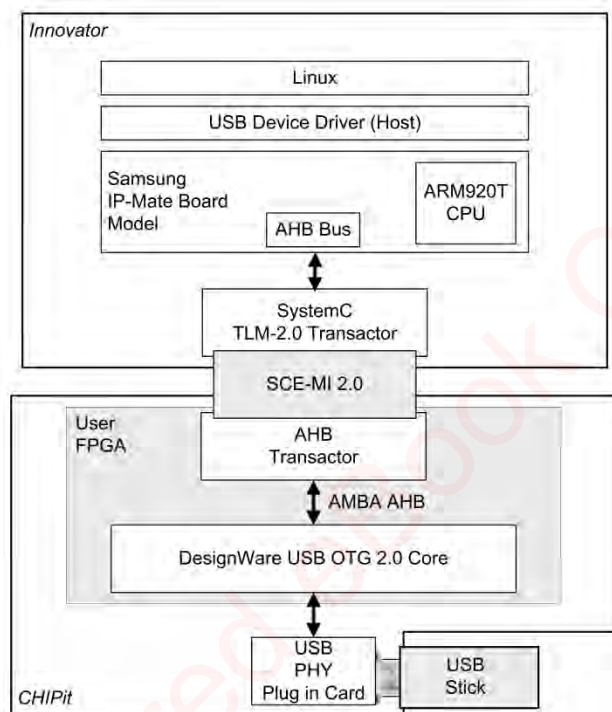 Innovator
Linux
USB Device Driver (Host)
Samsung
IP-Mate Board
Model
ARM920T
CPU
AHB Bus
SystemC
TLM-2.0 Transactor
SCE-MI 2.0
User
FPGA
AHB
Transactor
AMBA AHB
DesignWare USB OTG 2.0 Core
USB
PHY
Plug in Card
USB
Stick
CHIPit